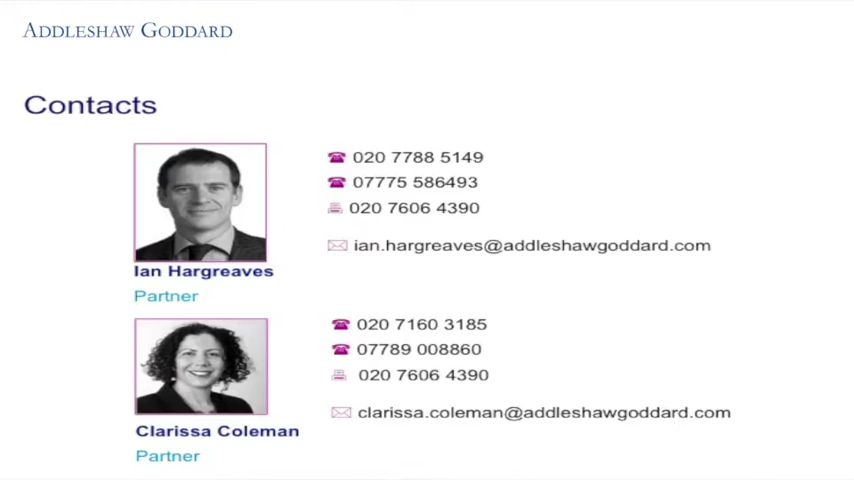 ADDLESHAW GODDARD
Contacts
020 7788 5149
07775 586493
020 7606 4390
ian.hargreaves@addleshawgoddard.com
Ian Hargreaves
Partner
020 7160 3185
07789 008860
020 7606 4390
clarissa.coleman@addleshawgoddard.com
Clarissa Coleman
Partner